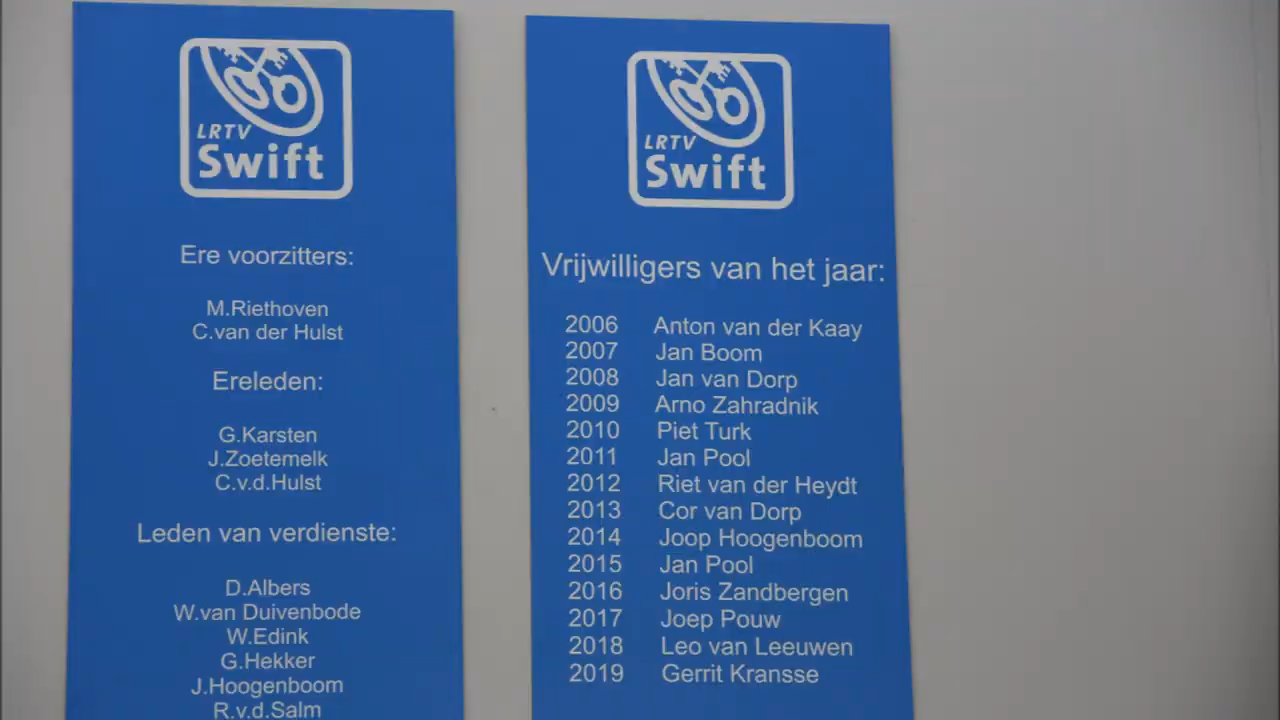 LRTV
Swift
Ere voorzitters:
M.Riethoven
C.van der Hulst
Ereleden:
G.Karsten
J.Zoetemelk
C.v.d.Hulst
Leden van verdienste:
D.Albers
W.van Duivenbode
W.Edink
G.Hekker
J.Hoogenboom
R.v.d.Salm
LRTV
Swift
Vrijwilligers van het jaar:
2006 Anton van der Kaay
2007 Jan Boom
2008 Jan van Dorp
2009 Arno Zahradnik
2010 Piet Turk
2011 Jan Pool
2012 Riet van der Heydt
2013 Cor van Dorp
2014 Joop Hoogenboom
2015 Jan Pool
2016 Joris Zandbergen
2017 Joep Pouw
2018 Leo van Leeuwen
2019 Gerrit Kransse